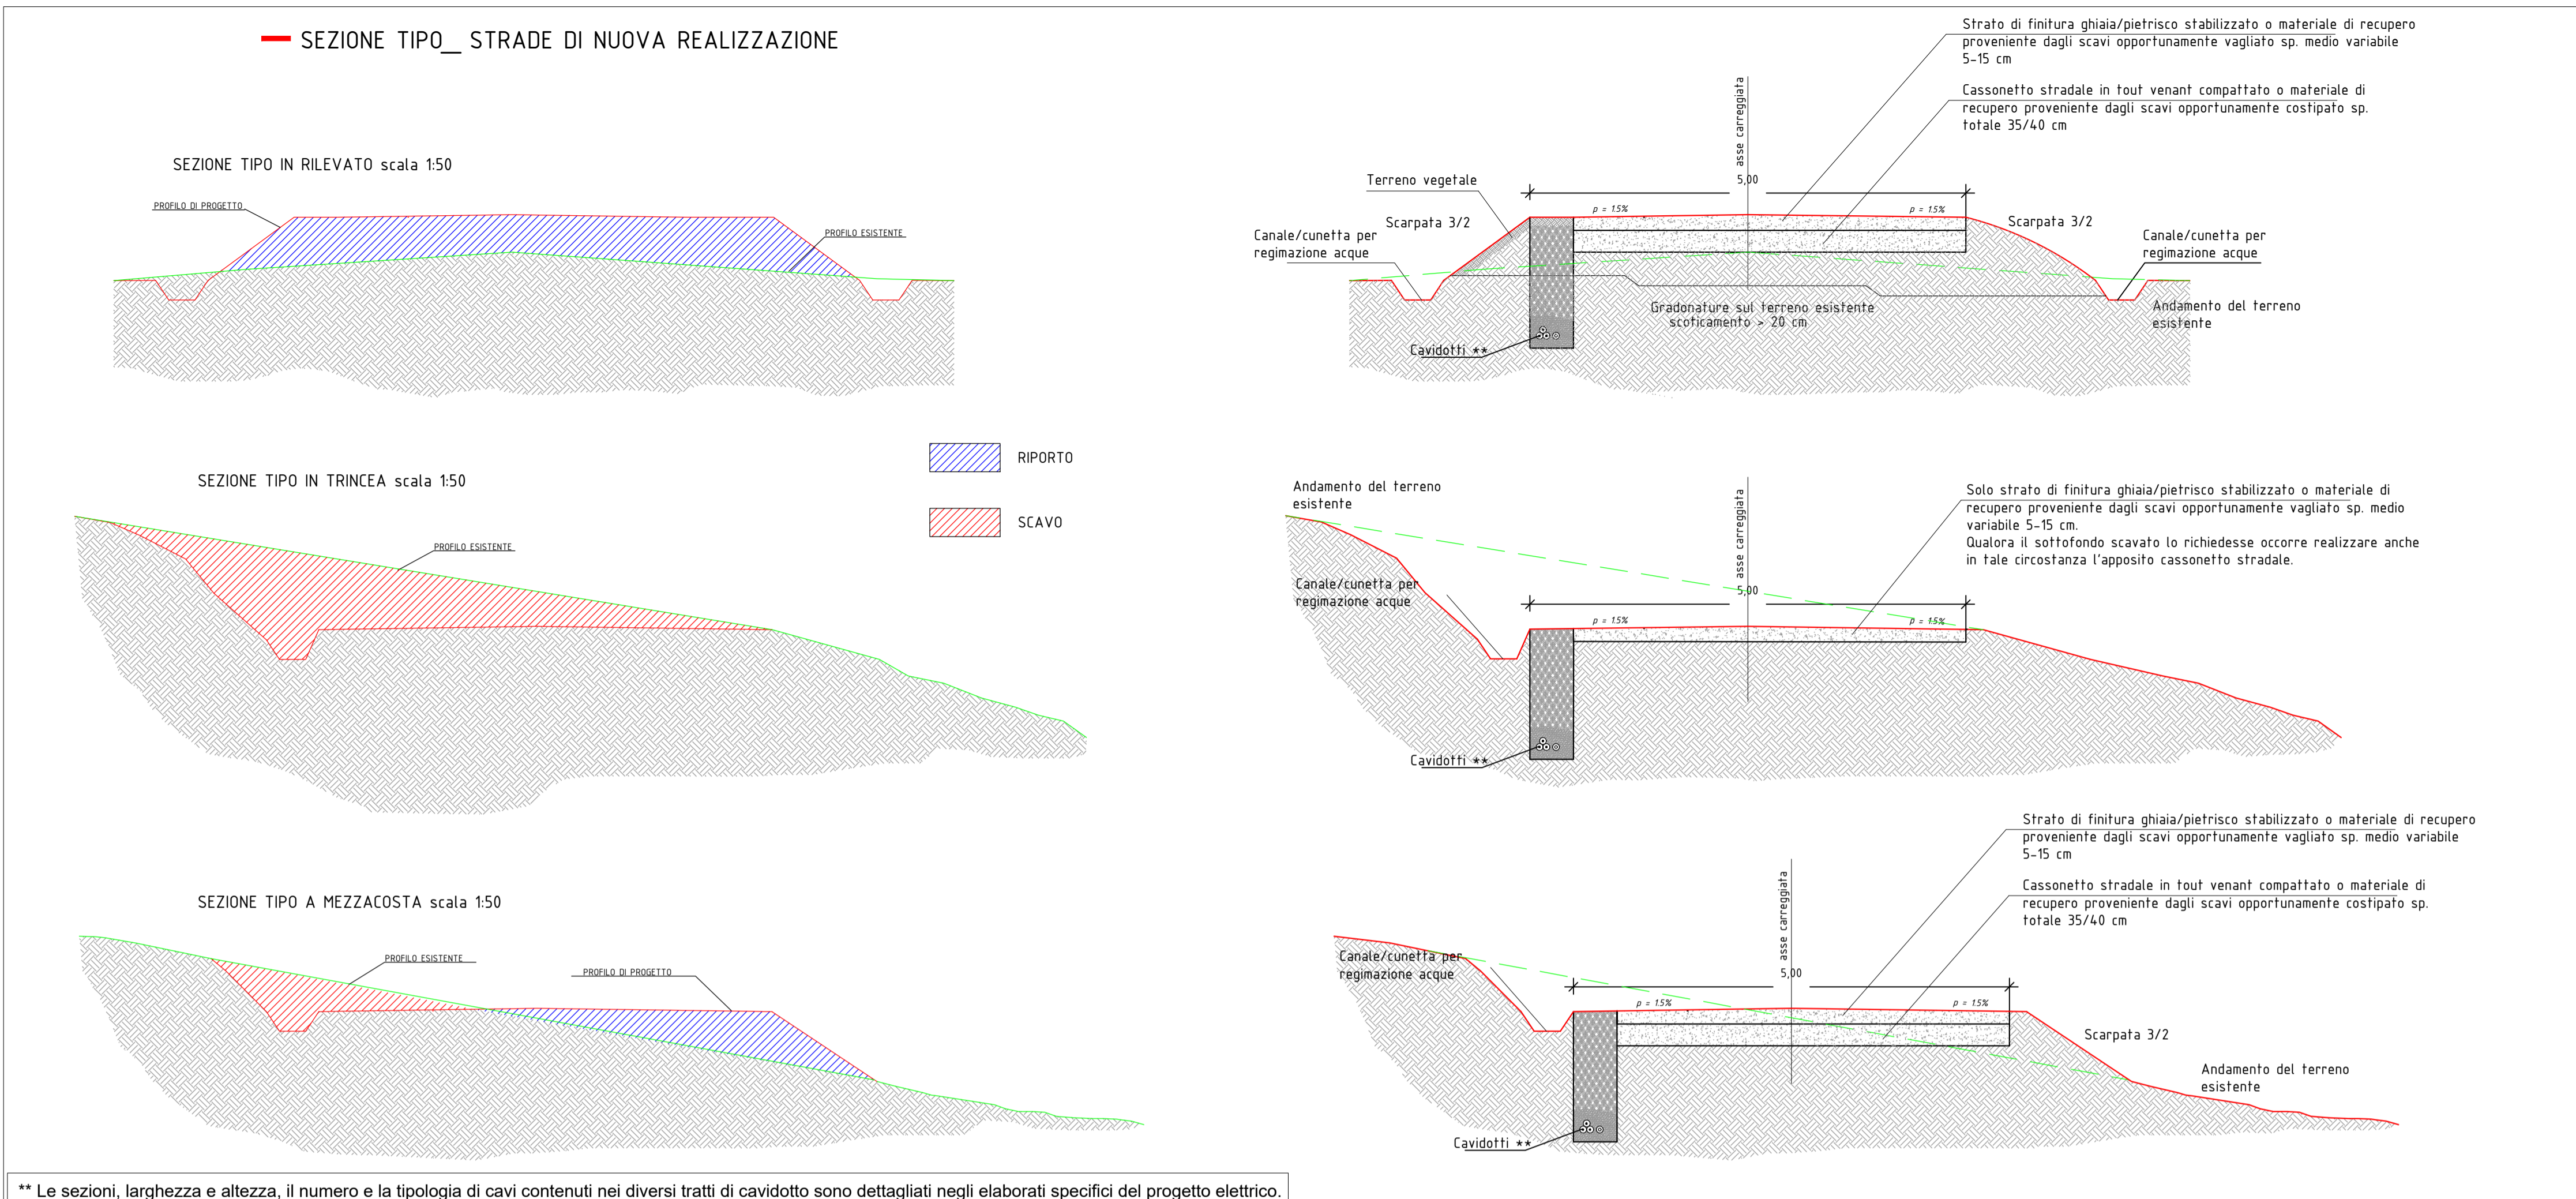 SEZIONE TIPO_ STRADE DI NUOVA REALIZZAZIONE
SEZIONE TIPO IN RILEVATO scala 1:50
PROFILO DI PROGETTO
PROFILO ESISTENTE
Strato di finitura ghiaia/pietrisco stabilizzato o materiale di recupero
proveniente dagli scavi opportunamente vagliato sp. medio variabile
5-15 cm
Cassonetto stradale in tout venant compattato o materiale di
recupero proveniente dagli scavi opportunamente costipato sp.
totale 35/40 cm
asse carreggiata
5,00
Terreno vegetale
p = 1.5%
p = 1.5%
Scarpata 3/2
Scarpata 3/2
Canale/cunetta per
regimazione acque
Canale/cunetta per
regimazione acque
Gradonature sul terreno esistente
scoticamento > 20 cm
Andamento del terreno
esistente
Cavidotti **
RIPORTO
SCAVO
SEZIONE TIPO IN TRINCEA scala 1:50
PROFILO ESISTENTE
Andamento del terreno
esistente
asse carreggiata
Solo strato di finitura ghiaia/pietrisco stabilizzato o materiale di
recupero proveniente dagli scavi opportunamente vagliato sp. medio
variabile 5-15 cm.
Qualora il sottofondo scavato lo richiedesse occorre realizzare anche
in tale circostanza l'apposito cassonetto stradale.
Canale/cunetta per
regimazione acque
5,00
p = 1.5%
p = 1.5%
Cavidotti **
SEZIONE TIPO A MEZZACOSTA scala 1:50
PROFILO ESISTENTE
PROFILO DI PROGETTO
Strato di finitura ghiaia/pietrisco stabilizzato o materiale di recupero
proveniente dagli scavi opportunamente vagliato sp. medio variabile
5-15 cm
Cassonetto stradale in tout venant compattato o materiale di
recupero proveniente dagli scavi opportunamente costipato sp.
totale 35/40 cm
asse carreggiata
Canale/cunetta per
regimazione acque
5,00
p = 1.5%
p = 1.5%
Scarpata 3/2
Andamento del terreno
esistente
Cavidotti **
** Le sezioni, larghezza e altezza, il numero e la tipologia di cavi contenuti nei diversi tratti di cavidotto sono dettagliati negli elaborati specifici del progetto elettrico.